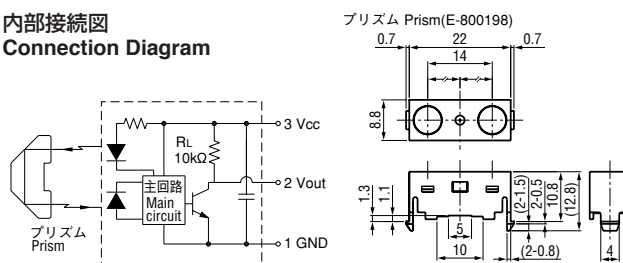 内部接続図
Connection Diagram
3 Vcc
RL
10kΩ
主回路
Main
circuit
2 Vout
1 GND
プリズム
Prism
プリズム Prism(E-800198)
0.7
22
0.7
14
8.8
1.3
1.1
5
10
(2-1.5)
2-0.5
10.8
(12.8)
(2-0.8)
4